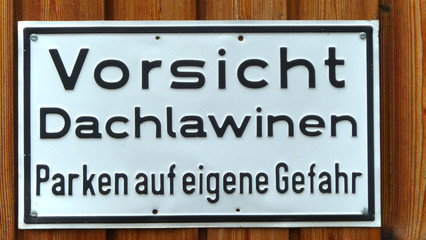 Vorsicht
Dachlawinen
Parken auf eigene Gefahr